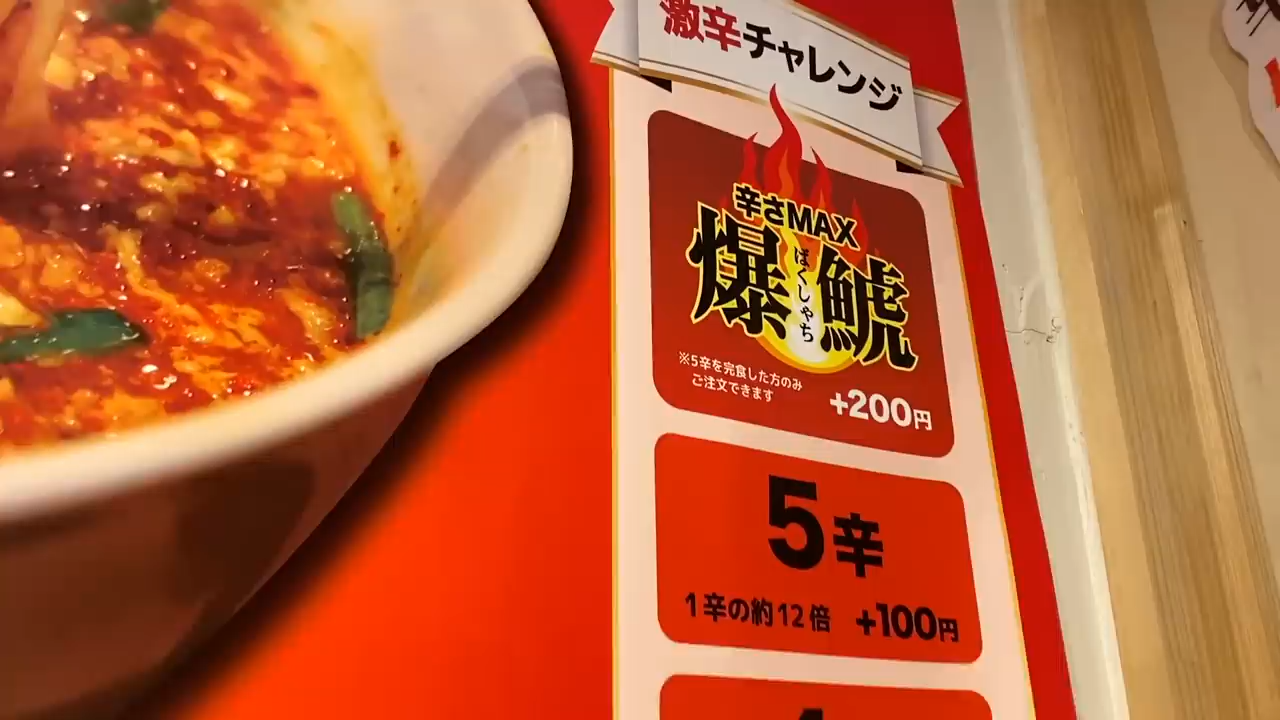 激辛チャレンジ
辛さMAX
爆鯱
ばくしゃち
※5辛を完食した方のみ
ご注文できます
+200円
5辛
1辛の約12倍 +100円